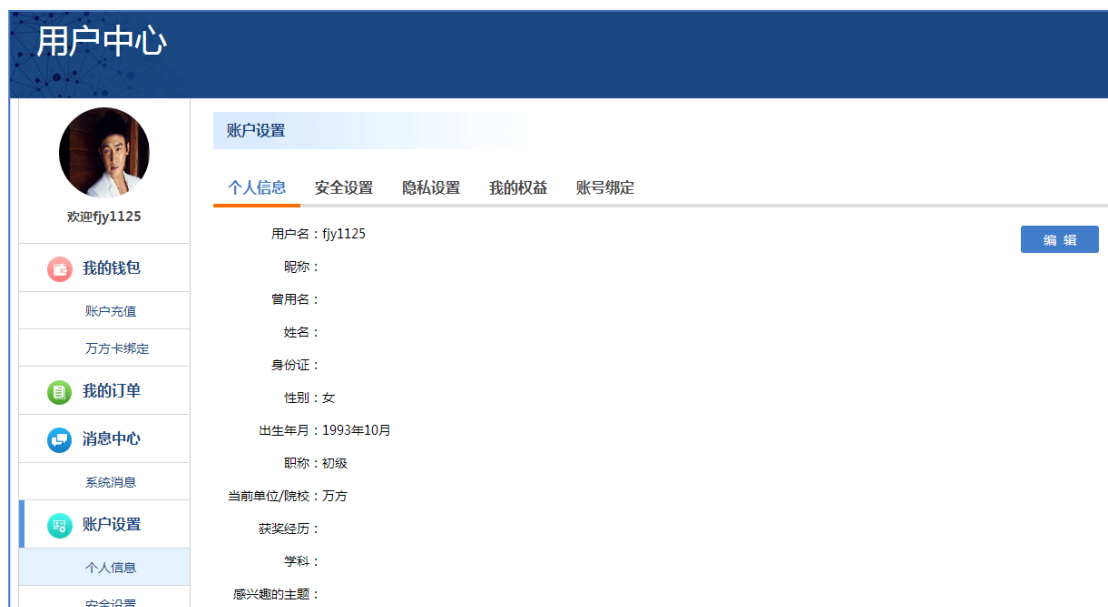 用户中心
欢迎fjy1125
我的钱包
账户充值
万方卡绑定
我的订单
消息中心
系统消息
账户设置
个人信息
安全设置
账户设置
个人信息 安全设置 隐私设置 我的权益 账号绑定
用户名：fjy1125
编 辑
昵称：
曾用名：
姓名：
身份证：
性别：女
出生年月：1993年10月
职称：初级
当前单位/院校：万方
获奖经历：
学科：
感兴趣的主题：